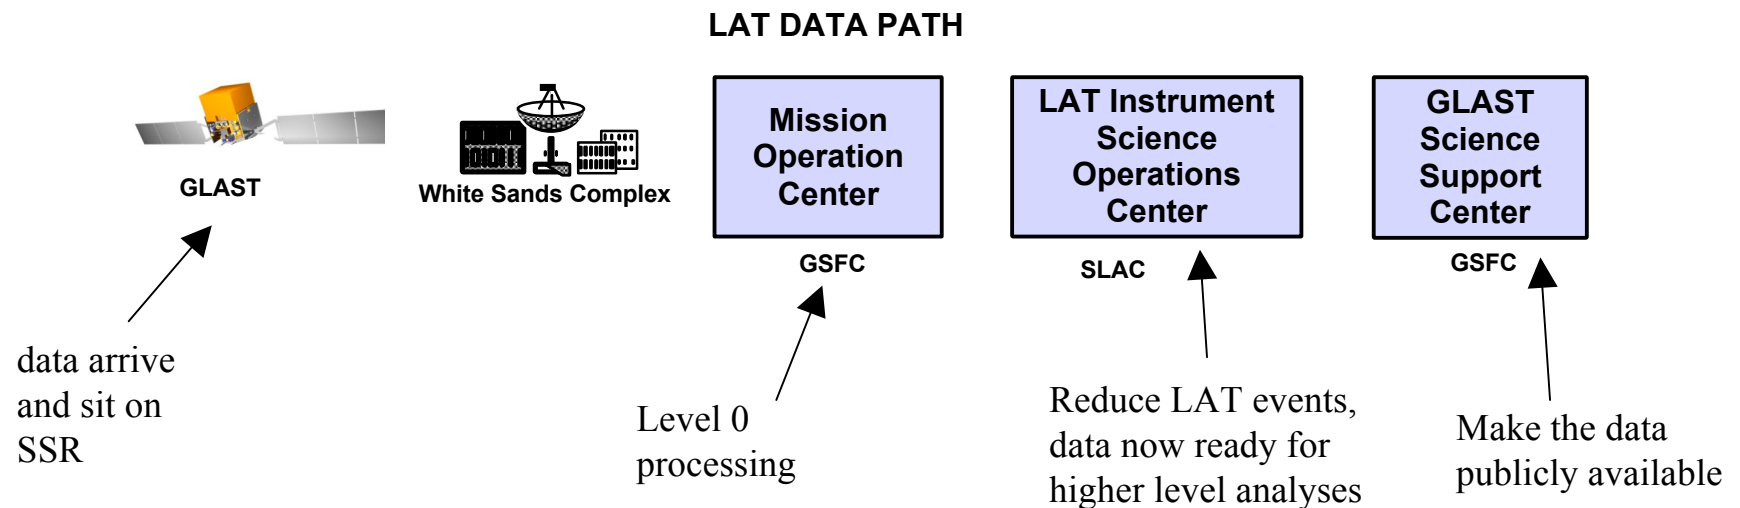 LAT DATA PATH
GLAST
White Sands Complex
Mission
Operation
Center
GSFC
LAT Instrument
Science
Operations
Center
SLAC
GLAST
Science
Support
Center
GSFC
data arrive
and sit on
SSR
Level 0
processing
Reduce LAT events,
data now ready for
higher level analyses
Make the data
publicly available